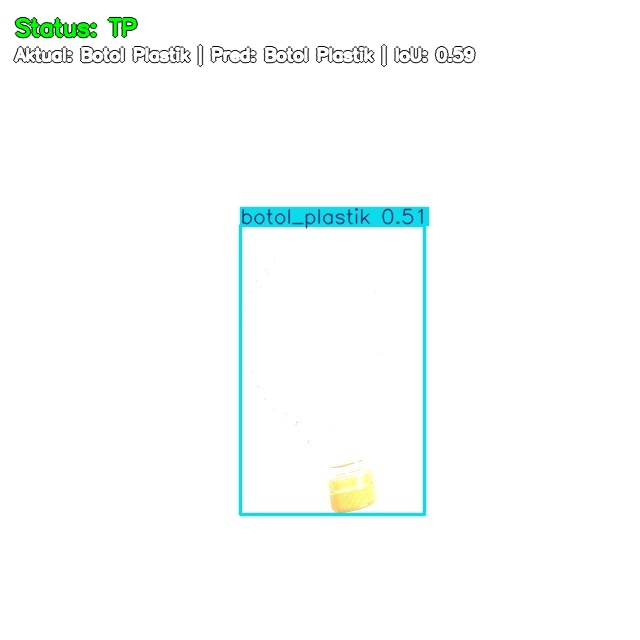 Status: TP
Aktual: Botol Plastik | Pred: Botol Plastik | IoU: 0.59
botol_plastik 0.51